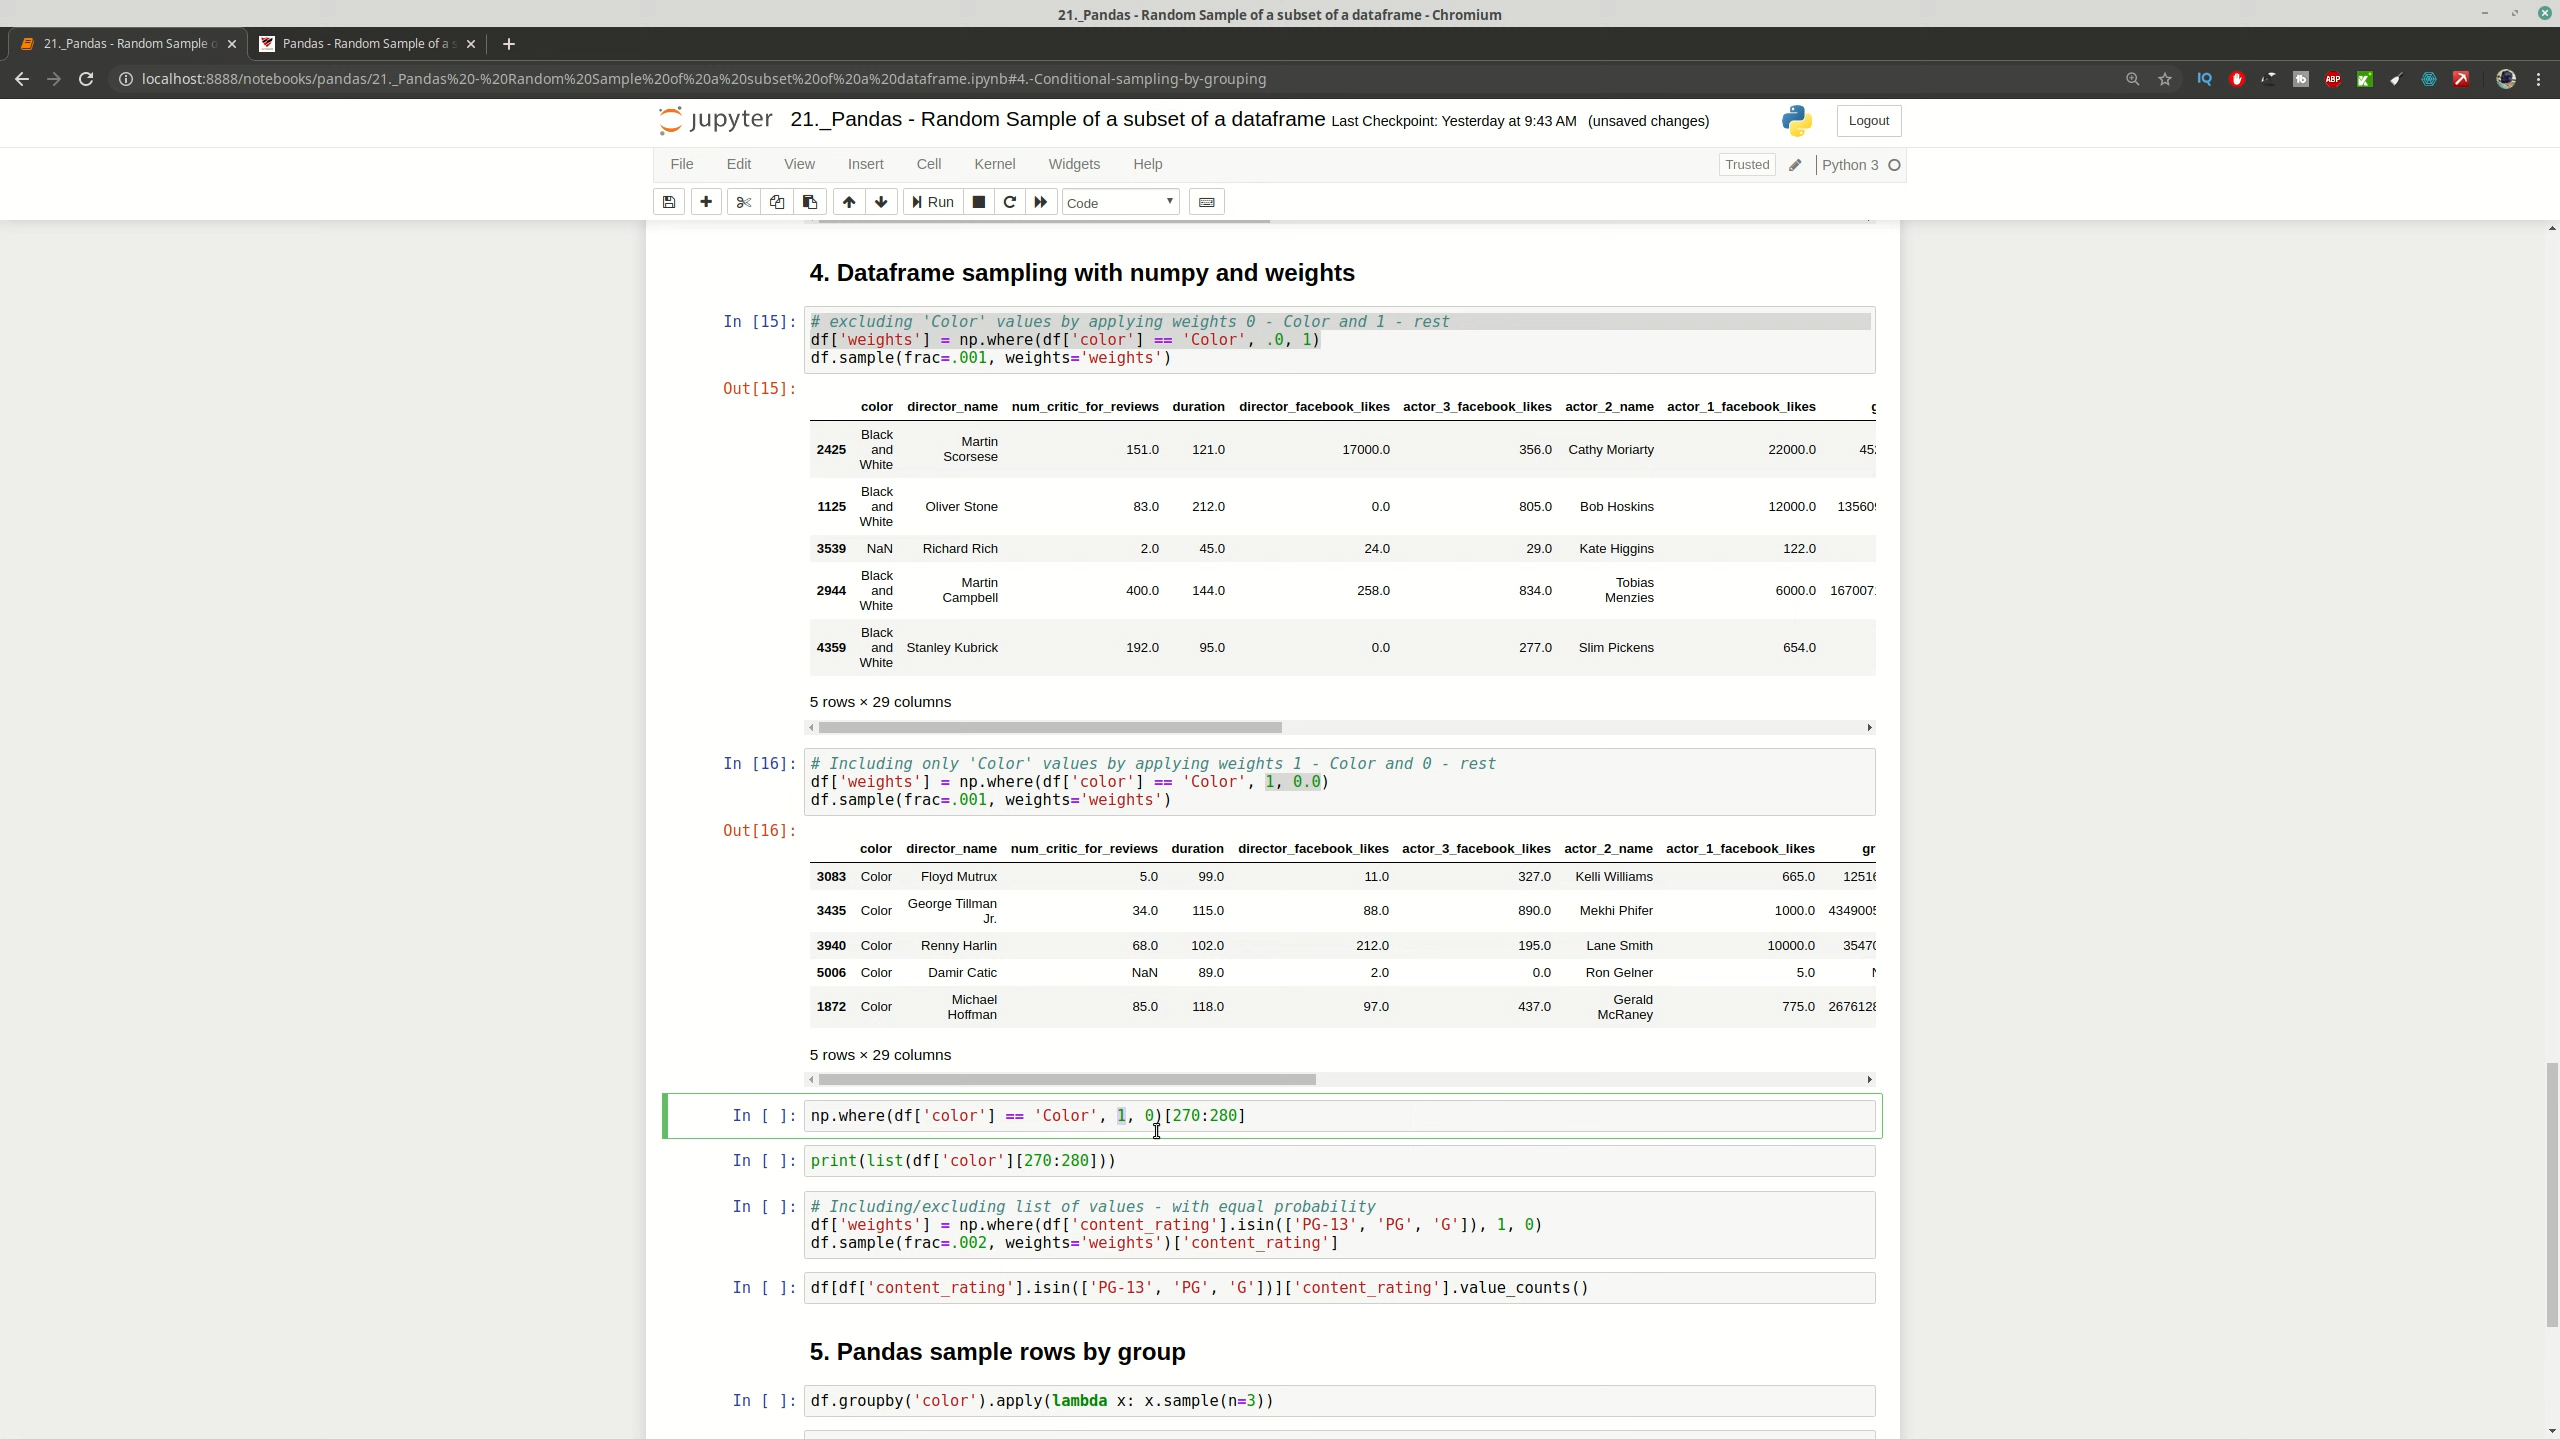 21._Pandas - Random Sample of a subset of a dataframe - Chromium
21._Pandas - Random Sample o
Pandas - Random Sample of a s
localhost:8888/notebooks/pandas/21._Pandas%20-%20Random%20Sample%20of%20a%20subset%20of%20a%20dataframe.ipynb#4.-Conditional-sampling-by-grouping
IQ
ABP
jupyter 21._Pandas - Random Sample of a subset of a dataframe Last Checkpoint: Yesterday at 9:43 AM (unsaved changes)
Logout
File Edit View Insert Cell Kernel Widgets Help
Trusted Python 3
Run Code
4. Dataframe sampling with numpy and weights
In [15]: # excluding 'Color' values by applying weights 0 - Color and 1 - rest
df['weights'] = np.where(df['color'] == 'Color', .0, 1)
df.sample(frac=.001, weights='weights')
Out[15]:
color director_name num_critic_for_reviews duration director_facebook_likes actor_3_facebook_likes actor_2_name actor_1_facebook_likes g
2425 Black and White Martin Scorsese 151.0 121.0 17000.0 356.0 Cathy Moriarty 22000.0 45
1125 Black and White Oliver Stone 83.0 212.0 0.0 805.0 Bob Hoskins 12000.0 13560
3539 NaN Richard Rich 2.0 45.0 24.0 29.0 Kate Higgins 122.0
2944 Black and White Martin Campbell 400.0 144.0 258.0 834.0 Tobias Menzies 6000.0 167007
4359 Black and White Stanley Kubrick 192.0 95.0 0.0 277.0 Slim Pickens 654.0
5 rows × 29 columns
In [16]: # Including only 'Color' values by applying weights 1 - Color and 0 - rest
df['weights'] = np.where(df['color'] == 'Color', 1, 0.0)
df.sample(frac=.001, weights='weights')
Out[16]:
color director_name num_critic_for_reviews duration director_facebook_likes actor_3_facebook_likes actor_2_name actor_1_facebook_likes gr
3083 Color Floyd Mutrux 5.0 99.0 11.0 327.0 Kelli Williams 665.0 1251
3435 Color George Tillman Jr. 34.0 115.0 88.0 890.0 Mekhi Phifer 1000.0 434900
3940 Color Renny Harlin 68.0 102.0 212.0 195.0 Lane Smith 10000.0 3547
5006 Color Damir Catic NaN 89.0 2.0 0.0 Ron Gelner 5.0
1872 Color Michael Hoffman 85.0 118.0 97.0 437.0 Gerald McRaney 775.0 267612
5 rows × 29 columns
In [ ]: np.where(df['color'] == 'Color', 1, 0)[270:280]
In [ ]: print(list(df['color'][270:280]))
In [ ]: # Including/excluding list of values - with equal probability
df['weights'] = np.where(df['content_rating'].isin(['PG-13', 'PG', 'G']), 1, 0)
df.sample(frac=.002, weights='weights')['content_rating']
In [ ]: df[df['content_rating'].isin(['PG-13', 'PG', 'G'])]['content_rating'].value_counts()
5. Pandas sample rows by group
In [ ]: df.groupby('color').apply(lambda x: x.sample(n=3))